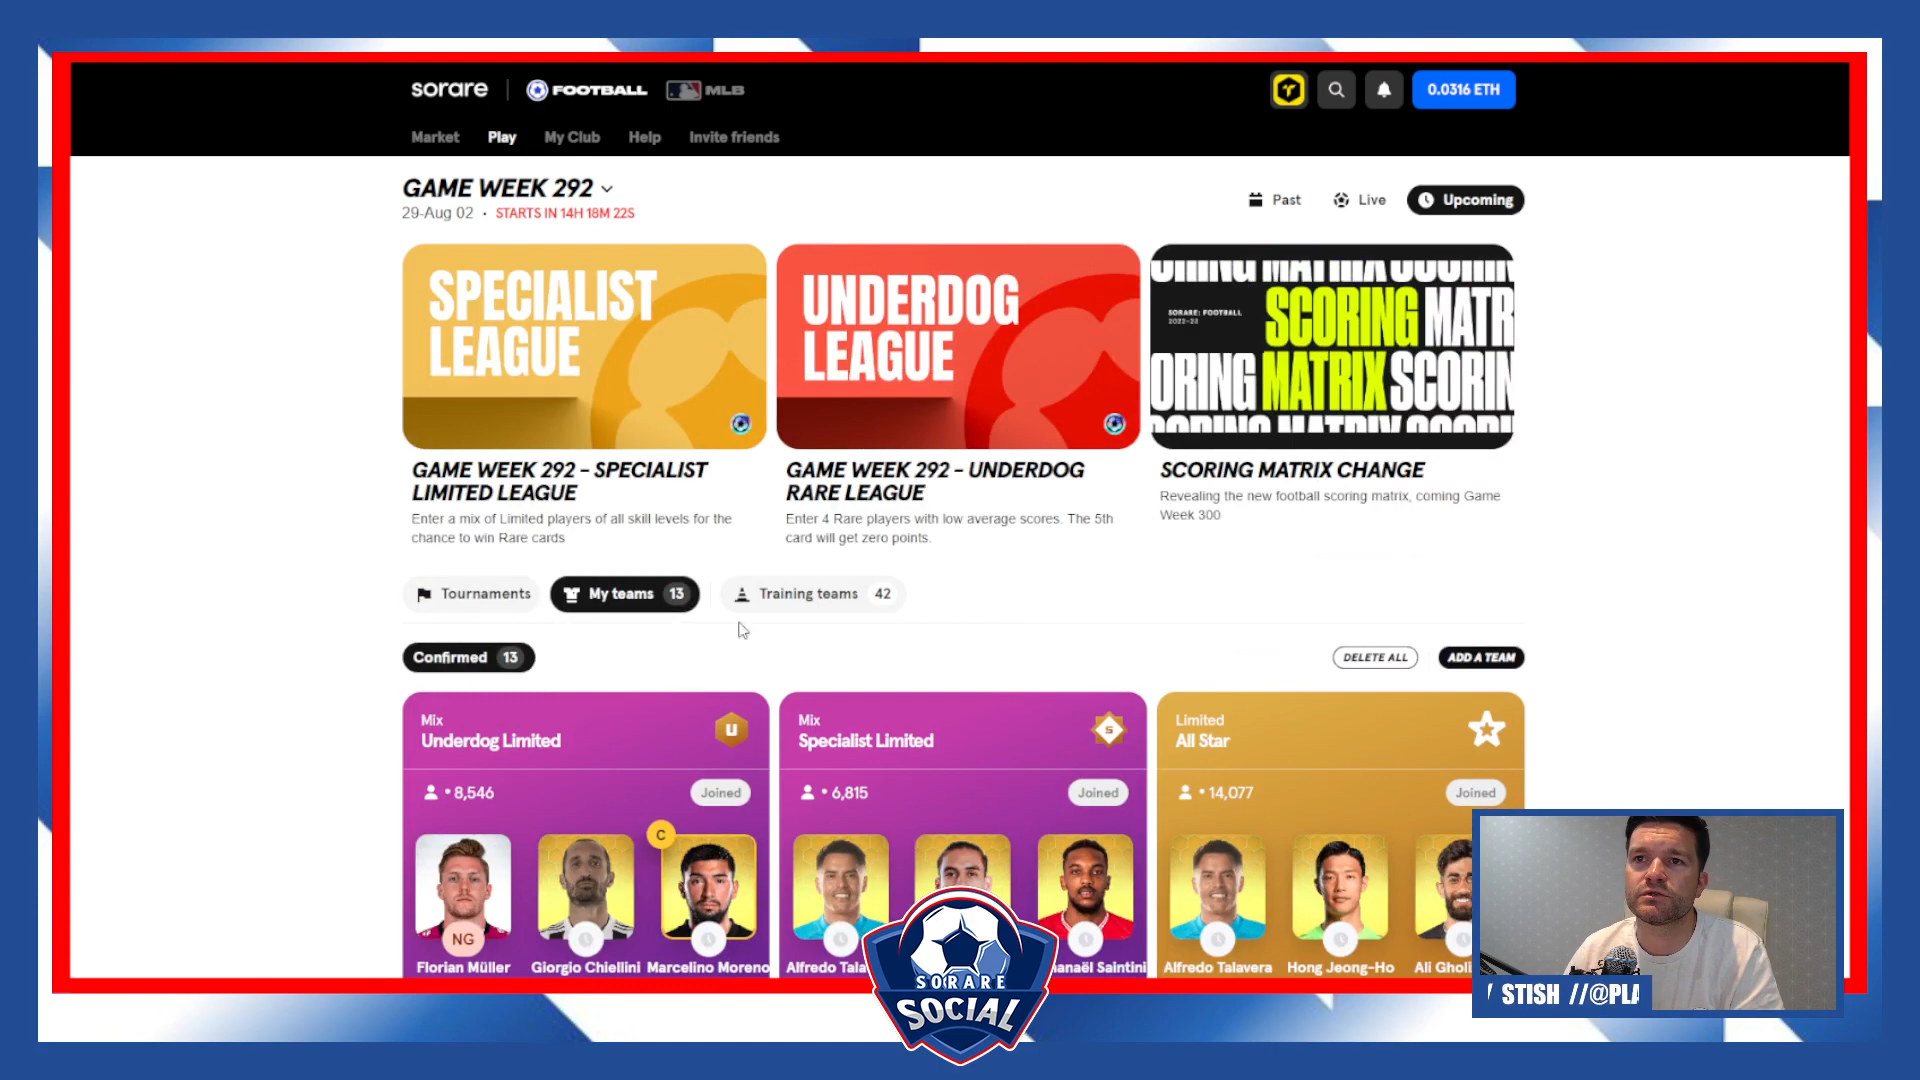 sorare
FOOTBALL
MLB
0.0316 ETH
Market
Play
My Club
Help
Invite friends
GAME WEEK 292
29-Aug 02 • STARTS IN 14H 18M 22S
Past
Live
Upcoming
SPECIALIST
LEAGUE
UNDERDOG
LEAGUE
SORARE: FOOTBALL
2022-23
SCORING MATR
ORING MATRIX SCORIN
GAME WEEK 292 – SPECIALIST
LIMITED LEAGUE
Enter a mix of Limited players of all skill levels for the
chance to win Rare cards
GAME WEEK 292 – UNDERDOG
RARE LEAGUE
Enter 4 Rare players with low average scores. The 5th
card will get zero points.
SCORING MATRIX CHANGE
Revealing the new football scoring matrix, coming Game
Week 300
Tournaments
My teams 13
Training teams 42
Confirmed 13
DELETE ALL
ADD A TEAM
Mix
Underdog Limited
U
• 8,546
Joined
C
NG
Florian Müller
Giorgio Chiellini
Marcelino Moreno
Mix
Specialist Limited
S
• 6,815
Joined
Alfredo Tala
anaël Saintini
Limited
All Star
• 14,077
Joined
Alfredo Talavera
Hong Jeong-Ho
Ali Gholi
SORARE
SOCIAL
/ STISH //@PLA